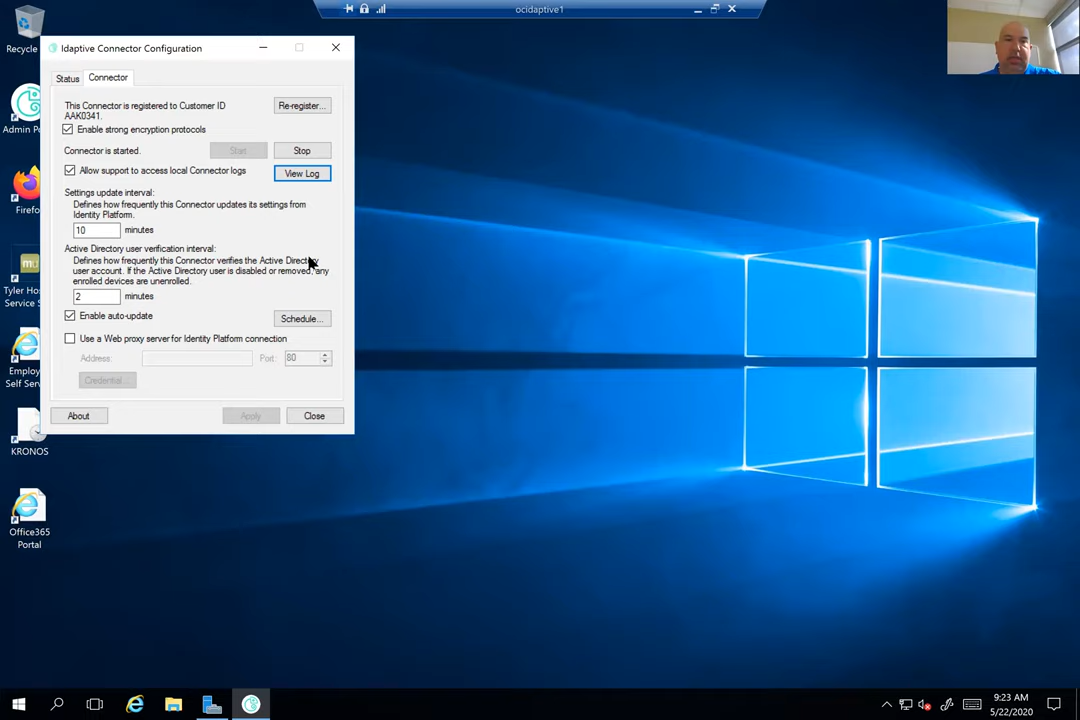 ocidaptive1
Recycle
Admin Po
Firefo
Tyler Ho
Service
Employ
Self Serv
KRONOS
Office365
Portal
Idaptive Connector Configuration
Status
Connector
This Connector is registered to Customer ID
AAK0341.
Re-register...
Enable strong encryption protocols
Connector is started.
Start
Stop
Allow support to access local Connector logs
View Log
Settings update interval:
Defines how frequently this Connector updates its settings from
Identity Platform.
10 minutes
Active Directory user verification interval:
Defines how frequently this Connector verifies the Active Directory
user account. If the Active Directory user is disabled or removed, any
enrolled devices are unenrolled.
2 minutes
Enable auto-update
Schedule...
Use a Web proxy server for Identity Platform connection
Address:
Port: 80
Credential...
About
Apply
Close
9:23 AM
5/22/2020